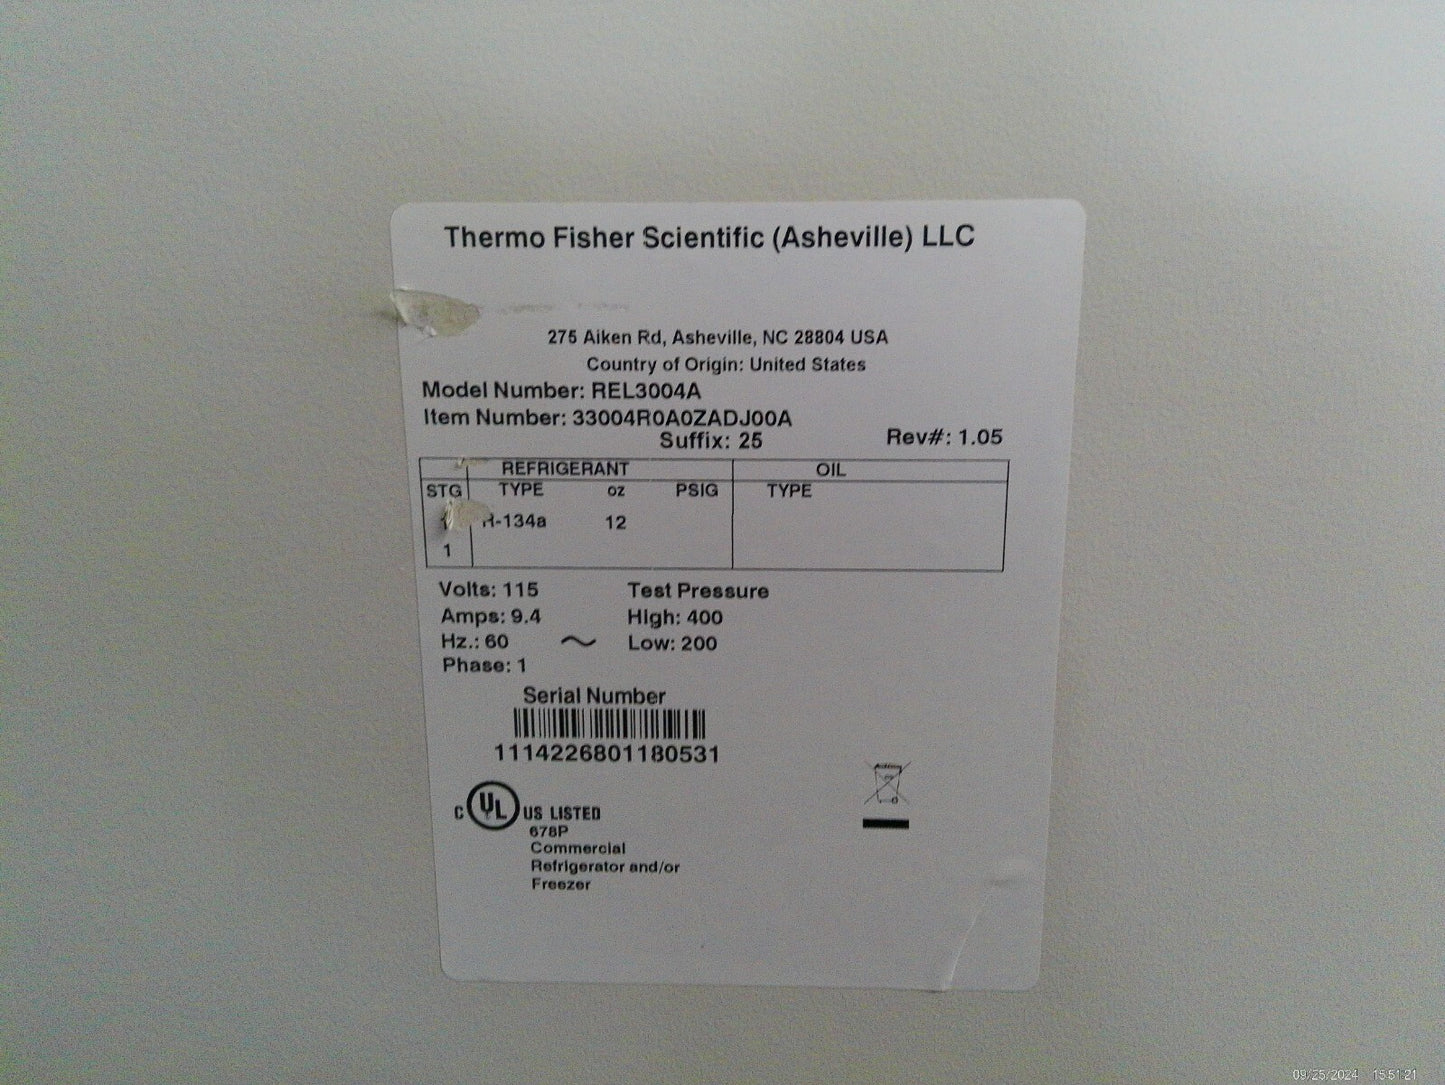 Thermo Fisher Scientific (Asheville) LLC
275 Aiken Rd, Asheville, NC 28804 USA
Country of Origin: United States
Model Number: REL3004A
Item Number: 33004R0A0ZADJ00A
Suffix: 25 Rev#: 1.05
REFRIGERANT OIL
STG TYPE oz PSIG TYPE
R-134a 12
1
Volts: 115 Test Pressure
Amps: 9.4 High: 400
Hz.: 60 ~ Low: 200
Phase: 1
Serial Number
1114226801180531
C UL US LISTED
678P
Commercial
Refrigerator and/or
Freezer
09/25/2024 15:51:21